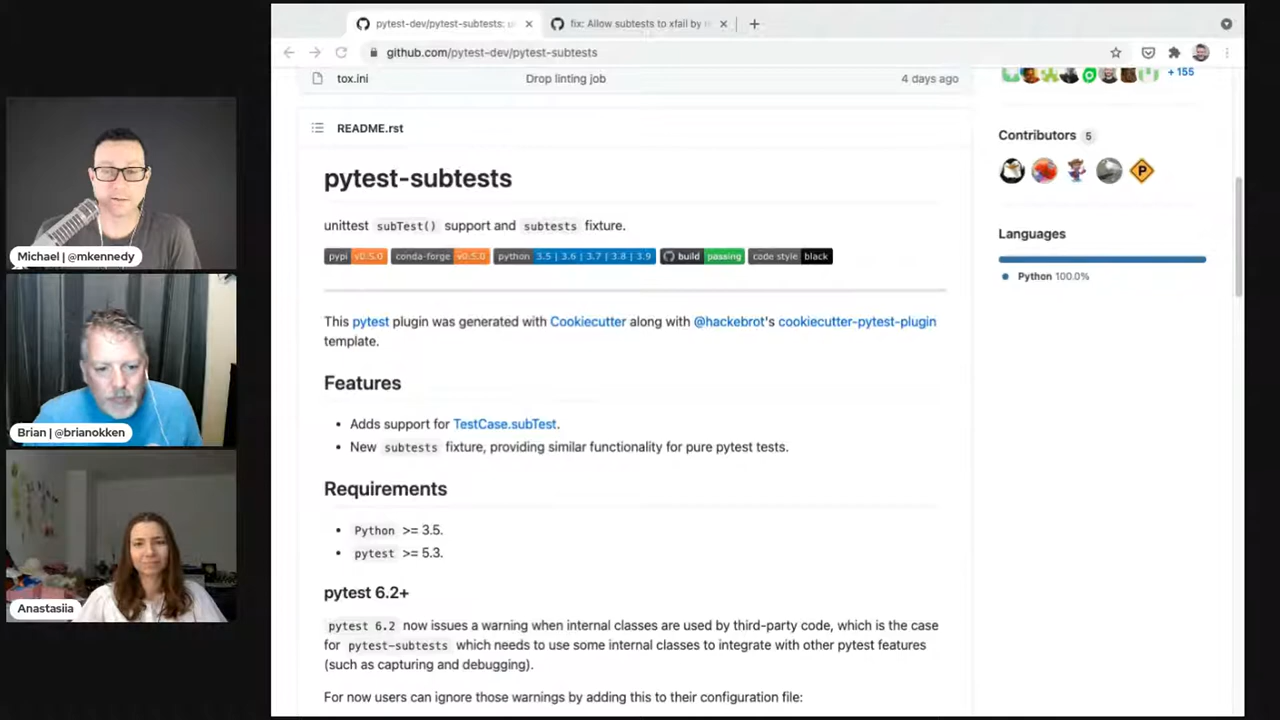 pytest-dev/pytest-subtests: u
fix: Allow subtests to xfail by
github.com/pytest-dev/pytest-subtests
tox.ini
Drop linting job
4 days ago
+ 155
README.rst
Contributors 5
pytest-subtests
unittest subTest() support and subtests fixture.
pypi v0.5.0 conda-forge v0.5.0 python 3.5 | 3.6 | 3.7 | 3.8 | 3.9 build passing code style black
Languages
Python 100.0%
This pytest plugin was generated with Cookiecutter along with @hackebrot's cookiecutter-pytest-plugin
template.
Features
• Adds support for TestCase.subTest.
• New subtests fixture, providing similar functionality for pure pytest tests.
Requirements
• Python >= 3.5.
• pytest >= 5.3.
pytest 6.2+
pytest 6.2 now issues a warning when internal classes are used by third-party code, which is the case
for pytest-subtests which needs to use some internal classes to integrate with other pytest features
(such as capturing and debugging).
For now users can ignore those warnings by adding this to their configuration file:
Michael | @mkennedy
Brian | @brianokken
Anastasiia
P